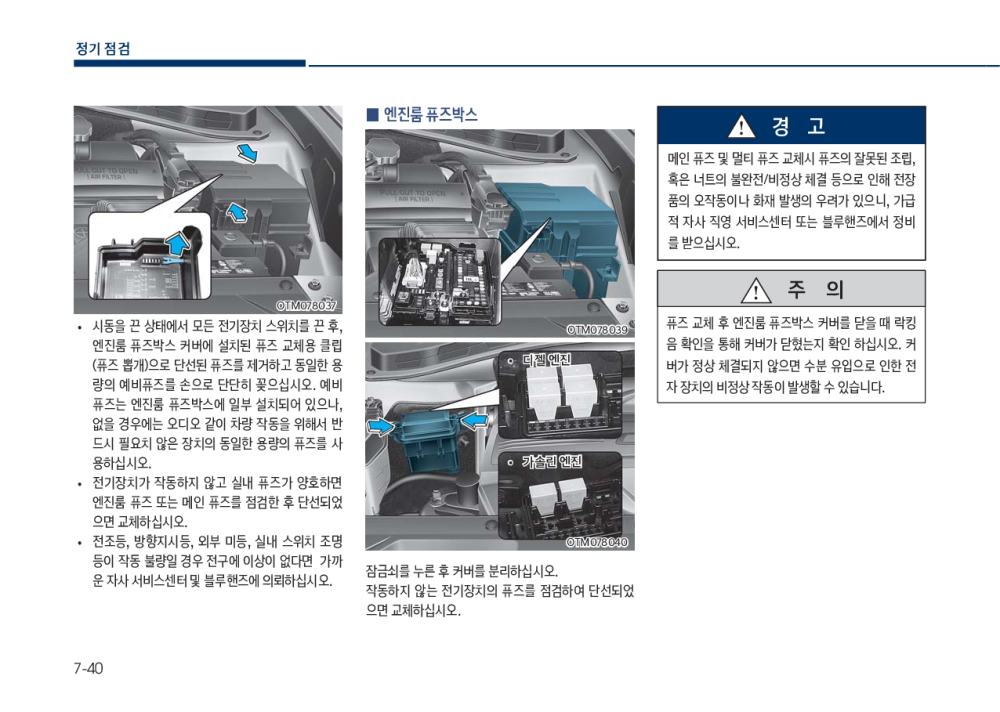 정기 점검
PULL OUT TO OPEN
[ AIR FILTER ]
OTM078037
• 시동을 끈 상태에서 모든 전기장치 스위치를 끈 후,
엔진룸 퓨즈박스 커버에 설치된 퓨즈 교체용 클립
(퓨즈 뽑개)으로 단선된 퓨즈를 제거하고 동일한 용
량의 예비퓨즈를 손으로 단단히 꽂으십시오. 예비
퓨즈는 엔진룸 퓨즈박스에 일부 설치되어 있으나,
없을 경우에는 오디오 같이 차량 작동을 위해서 반
드시 필요치 않은 장치의 동일한 용량의 퓨즈를 사
용하십시오.
• 전기장치가 작동하지 않고 실내 퓨즈가 양호하면
엔진룸 퓨즈 또는 메인 퓨즈를 점검한 후 단선되었
으면 교체하십시오.
• 전조등, 방향지시등, 외부 미등, 실내 스위치 조명
등이 작동 불량일 경우 전구에 이상이 없다면 가까
운 자사 서비스센터 및 블루핸즈에 의뢰하십시오.
■ 엔진룸 퓨즈박스
PULL OUT TO OPEN
[ AIR FILTER ]
OTM078039
디젤 엔진
가솔린 엔진
OTM078040
잠금쇠를 누른 후 커버를 분리하십시오.
작동하지 않는 전기장치의 퓨즈를 점검하여 단선되었
으면 교체하십시오.
경 고
메인 퓨즈 및 멀티 퓨즈 교체시 퓨즈의 잘못된 조립,
혹은 너트의 불완전/비정상 체결 등으로 인해 전장
품의 오작동이나 화재 발생의 우려가 있으니, 가급
적 자사 직영 서비스센터 또는 블루핸즈에서 정비
를 받으십시오.
주 의
퓨즈 교체 후 엔진룸 퓨즈박스 커버를 닫을 때 락킹
음 확인을 통해 커버가 닫혔는지 확인 하십시오. 커
버가 정상 체결되지 않으면 수분 유입으로 인한 전
자 장치의 비정상 작동이 발생할 수 있습니다.
7-40